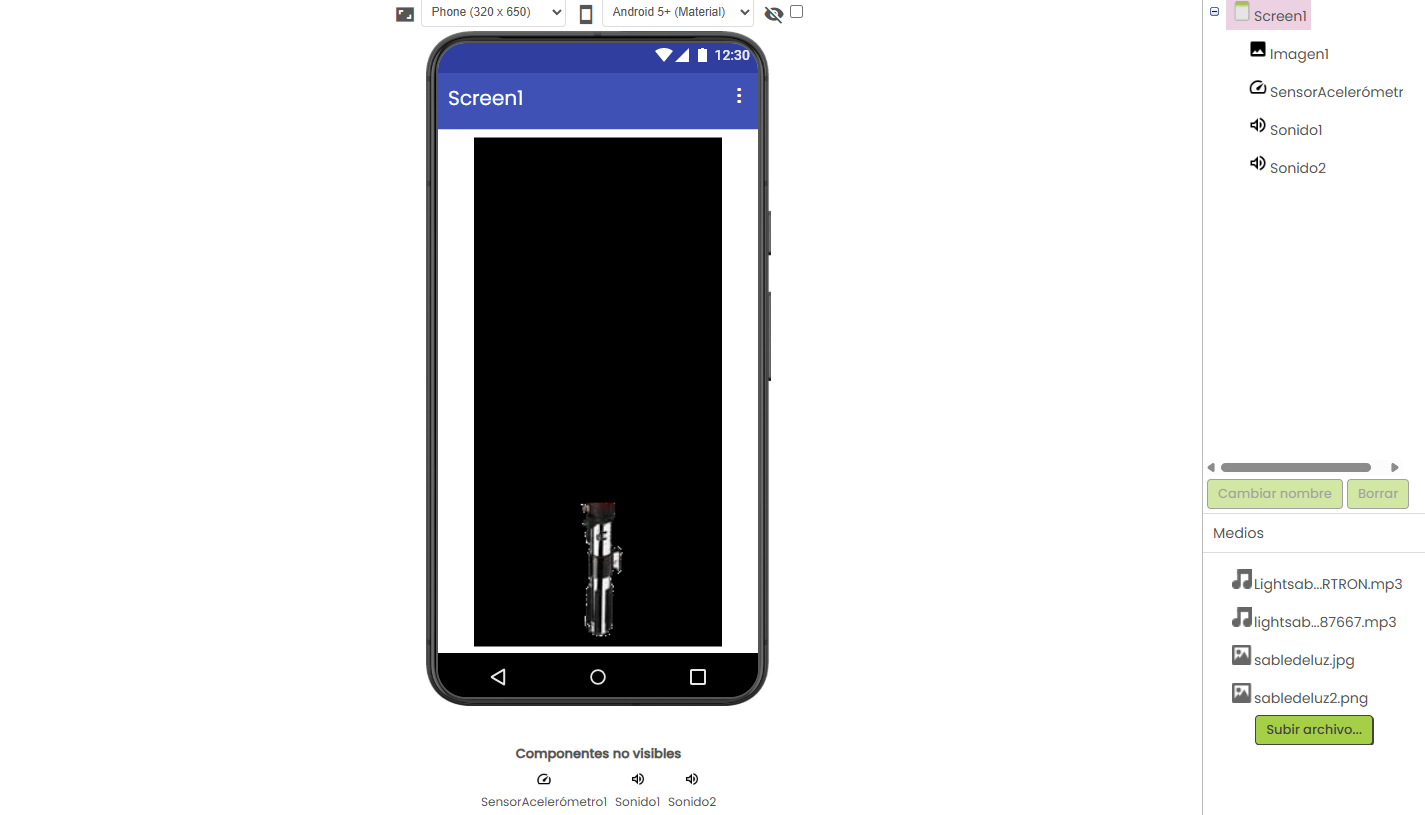 Phone (320 x 650)
Android 5+ (Material)
12:30
Screen1
Componentes no visibles
SensorAcelerómetro1
Sonido1
Sonido2
Screen1
Imagen1
SensorAcelerómetr
Sonido1
Sonido2
Cambiar nombre
Borrar
Medios
Lightsab...RTRON.mp3
lightsab...87667.mp3
sabledeluz.jpg
sabledeluz2.png
Subir archivo...